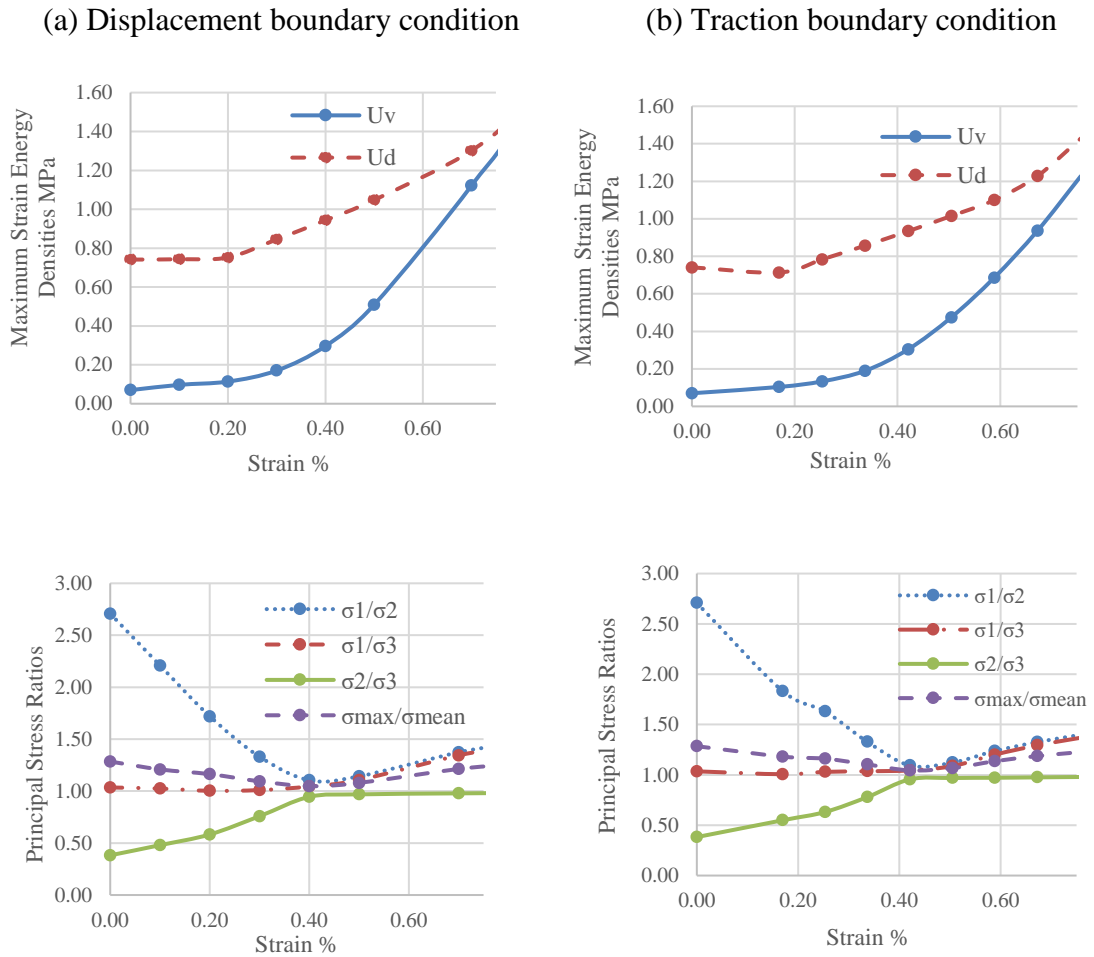 (a) Displacement boundary condition
(b) Traction boundary condition
Maximum Strain Energy
Densities MPa
1.60
1.40
1.20
1.00
0.80
0.60
0.40
0.20
0.00
Uv
Ud
0.00 0.20 0.40 0.60
Strain %
Maximum Strain Energy
Densities MPa
1.60
1.40
1.20
1.00
0.80
0.60
0.40
0.20
0.00
Uv
Ud
0.00 0.20 0.40 0.60
Strain %
Principal Stress Ratios
3.00
2.50
2.00
1.50
1.00
0.50
0.00
σ1/σ2
σ1/σ3
σ2/σ3
σmax/σmean
0.00 0.20 0.40 0.60
Strain %
Principal Stress Ratios
3.00
2.50
2.00
1.50
1.00
0.50
0.00
σ1/σ2
σ1/σ3
σ2/σ3
σmax/σmean
0.00 0.20 0.40 0.60
Strain %